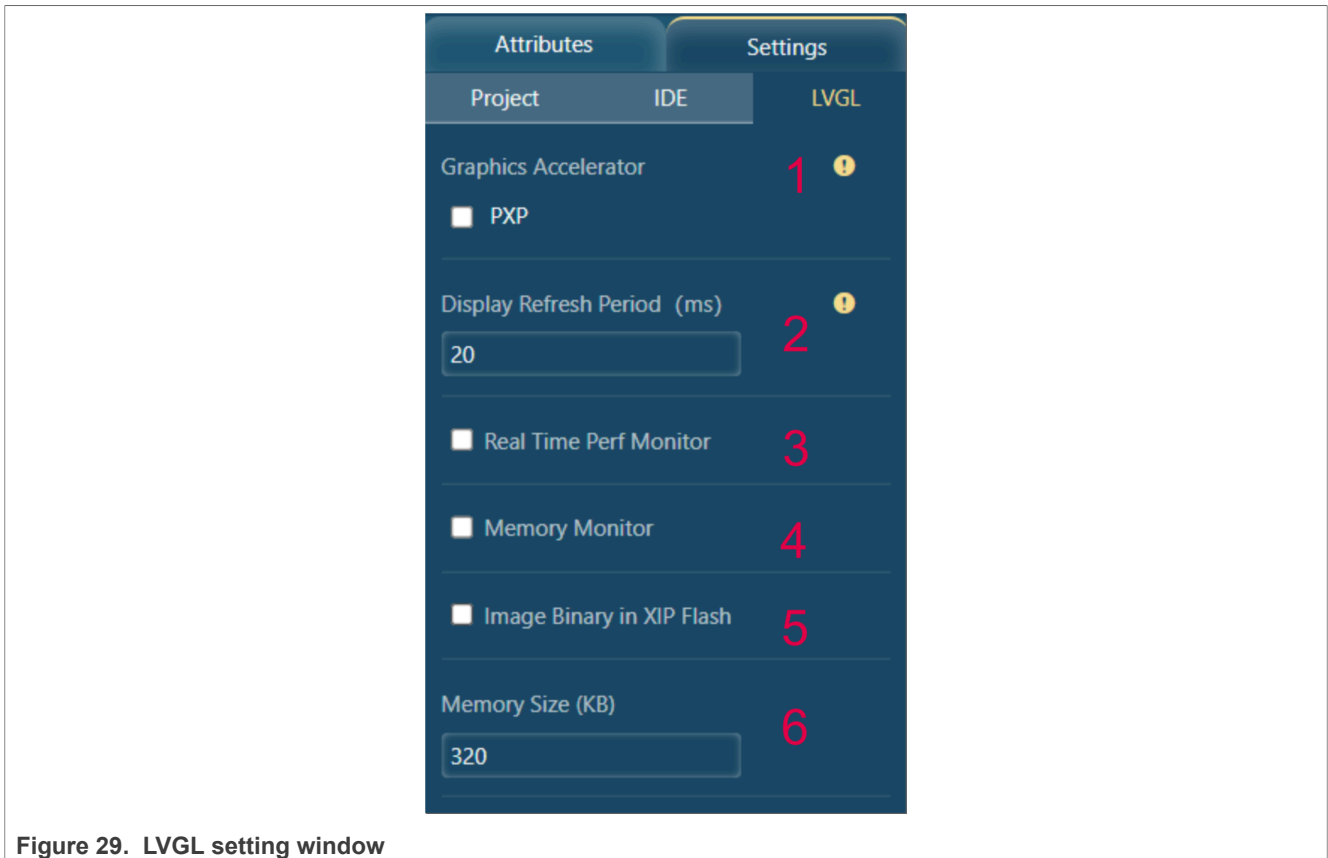 Attributes Settings
Project IDE LVGL
Graphics Accelerator 1 !
PXP
Display Refresh Period (ms) !
2
20
Real Time Perf Monitor 3
Memory Monitor 4
Image Binary in XIP Flash 5
Memory Size (KB)
6
320
Figure 29. LVGL setting window